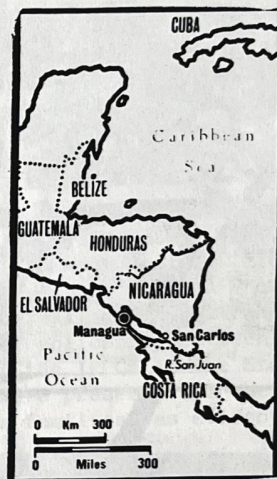 CUBA
Caribbean
Sea
BELIZE
GUATEMALA
HONDURAS
NICARAGUA
EL SALVADOR
Managua
San Carlos
Pacific
Ocean
R. San Juan
COSTA RICA
0 Km 300
0 Miles 300